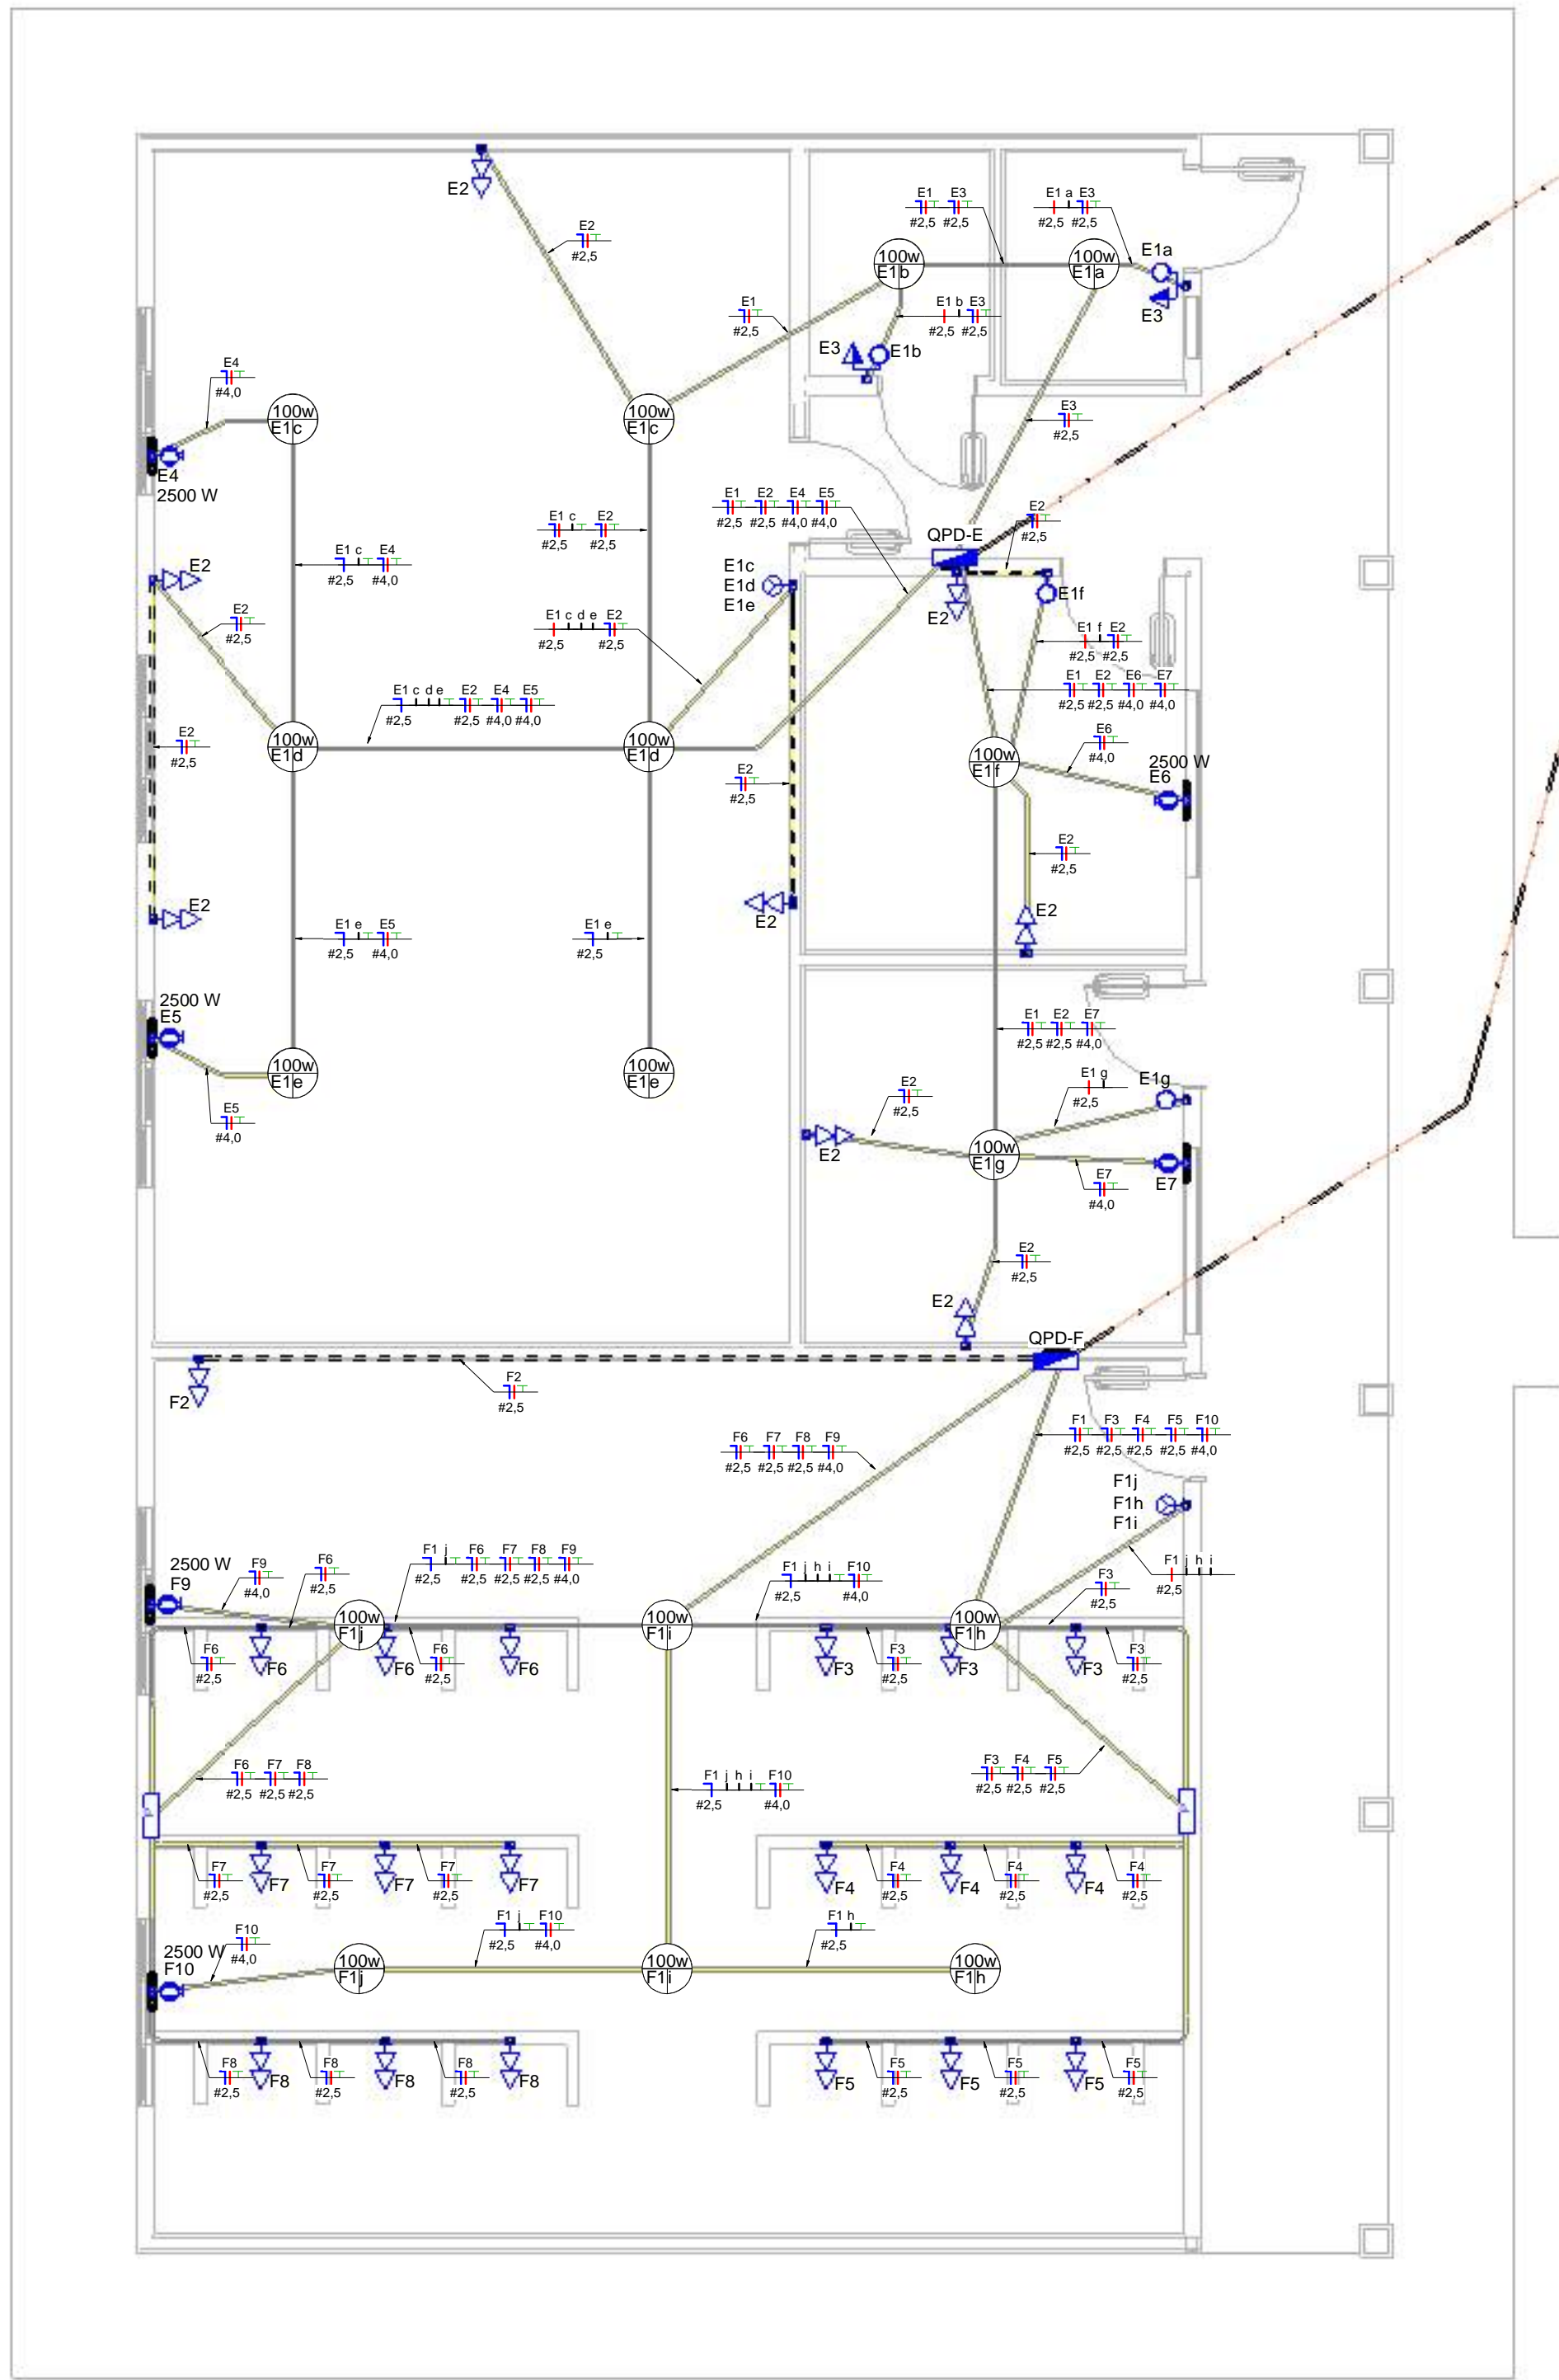 E2
E2
#2,5
E1 E3
#2,5 #2,5
E1 a E3
#2,5 #2,5
100w
E1b
100w
E1a
E1a
E3
E1
#2,5
E1 b E3
#2,5 #2,5
E3
E1b
E4
#4,0
100w
E1c
100w
E1c
E3
#2,5
E4
2500 W
E1 E2 E4 E5
#2,5 #2,5 #4,0 #4,0
E1 c E2
#2,5 #2,5
E2
#2,5
QPD-E
E1 c E4
#2,5 #4,0
E2
E1c
E1d
E1e
E2
E1f
E2
#2,5
E1 c d e E2
#2,5 #2,5
E1 f E2
#2,5 #2,5
E1 c d e E2 E4 E5
#2,5 #2,5 #4,0 #4,0
E1 E2 E6 E7
#2,5 #2,5 #4,0 #4,0
E2
#2,5
100w
E1d
100w
E1d
E6
#4,0
100w
E1f
2500 W
E6
E2
#2,5
E2
#2,5
E2
E2
E2
E1 e E5
#2,5 #4,0
E1 e
#2,5
2500 W
E5
E1 E2 E7
#2,5 #2,5 #4,0
100w
E1e
100w
E1e
E5
#4,0
E2
#2,5
E1 g
#2,5
E1g
E2
100w
E1g
E7
E7
#4,0
E2
#2,5
E2
QPD-F
F2
F2
#2,5
F6 F7 F8 F9
#2,5 #2,5 #2,5 #4,0
F1 F3 F4 F5 F10
#2,5 #2,5 #2,5 #2,5 #4,0
F1j
F1h
F1i
2500 W
F9
F9
#4,0
F6
#2,5
F1 j F6 F7 F8 F9
#2,5 #2,5 #2,5 #2,5 #4,0
F1 j h i F10
#2,5 #4,0
F3
#2,5
F1 j h i
#2,5
100w
F1j
100w
F1i
100w
F1h
F6
#2,5
F6
F6
F6
#2,5
F6
F3
F3
#2,5
F3
F3
F3
#2,5
F6 F7 F8
#2,5 #2,5 #2,5
F1 j h i F10
#2,5 #4,0
F3 F4 F5
#2,5 #2,5 #2,5
F7
#2,5
F7
F7
#2,5
F7
F7
#2,5
F7
F4
F4
#2,5
F4
F4
#2,5
F4
F4
#2,5
F10
#4,0
F1 j F10
#2,5 #4,0
F1 h
#2,5
2500 W
F10
100w
F1j
100w
F1i
100w
F1h
F8
#2,5
F8
F8
#2,5
F8
F8
#2,5
F8
F5
F5
#2,5
F5
F5
#2,5
F5
F5
#2,5